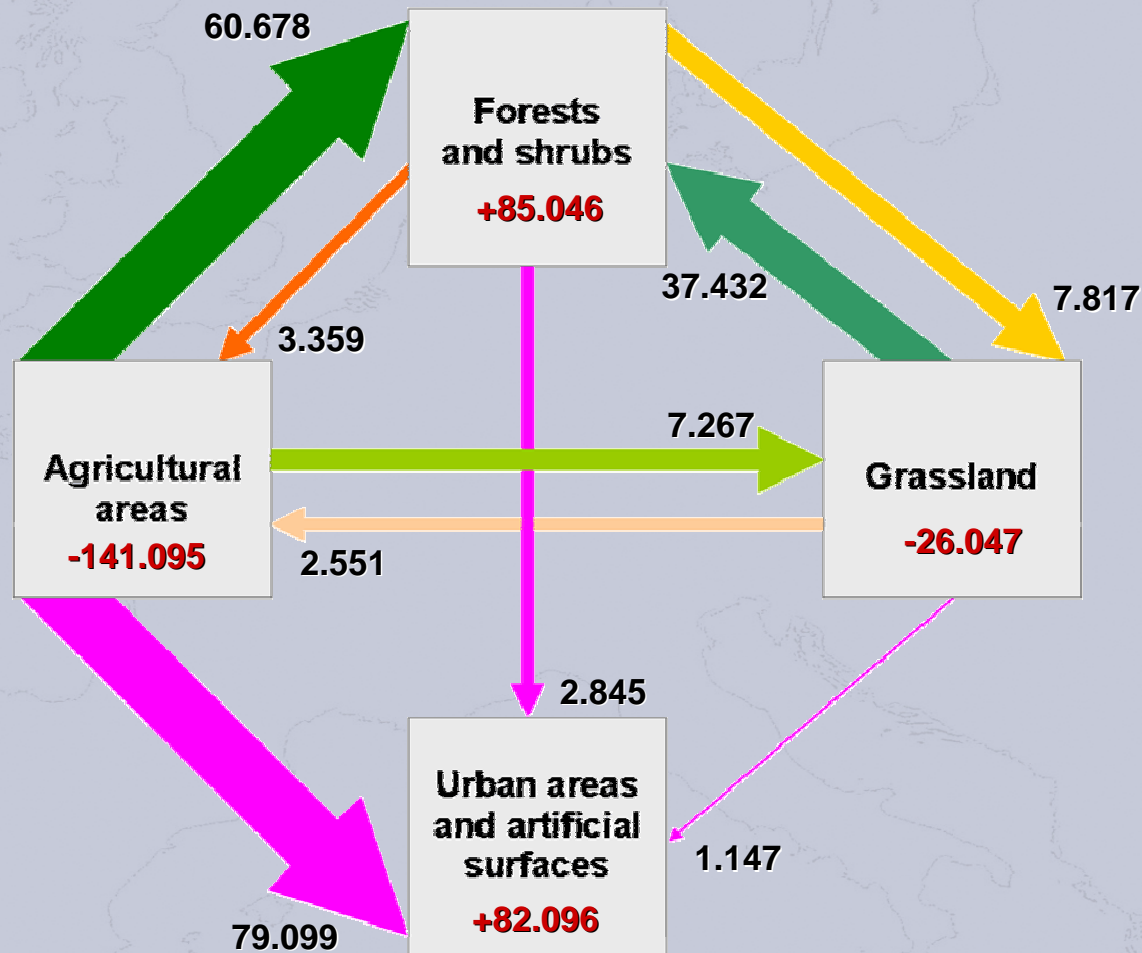 60.678
Forests
and shrubs
+85.046
37.432
7.817
3.359
7.267
Agricultural
areas
-141.095
Grassland
-26.047
2.551
2.845
Urban areas
and artificial
surfaces
+82.096
1.147
79.099